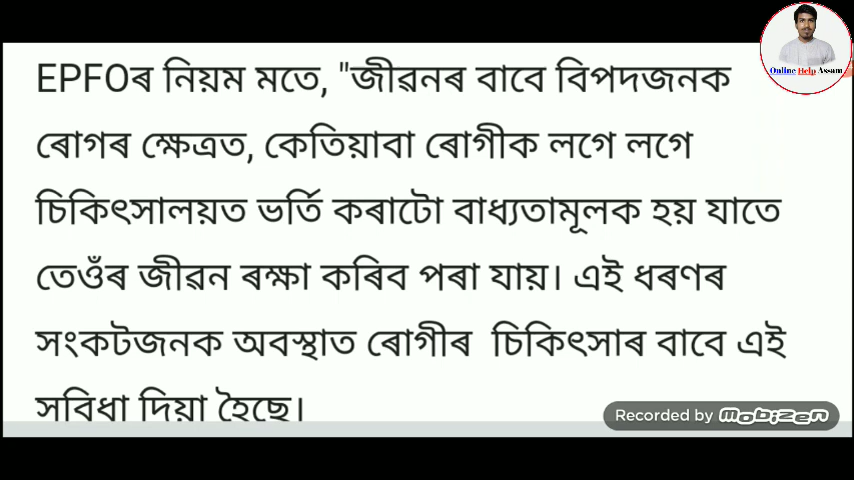 EPFOৰ নিয়ম মতে, "জীৱনৰ বাবে বিপদজনক
ৰোগৰ ক্ষেত্ৰত, কেতিয়াবা ৰোগীক লগে লগে
চিকিৎসালয়ত ভৰ্তি কৰাটো বাধ্যতামূলক হয় যাতে
তেওঁৰ জীৱন ৰক্ষা কৰিব পৰা যায়। এই ধৰণৰ
সংকটজনক অবস্থাত ৰোগীৰ চিকিৎসাৰ বাবে এই
সুবিধা দিয়া হৈছে।
Online Help Assam
Recorded by mobizen